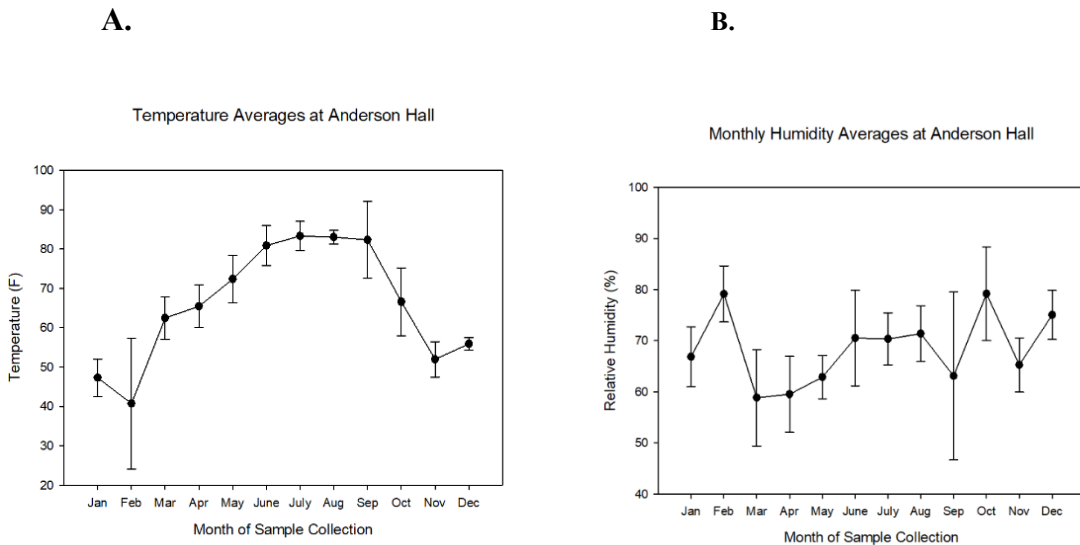 A.
Temperature Averages at Anderson Hall
Temperature (F)
100
90
80
70
60
50
40
30
20
Jan Feb Mar Apr May June July Aug Sep Oct Nov Dec
Month of Sample Collection
B.
Monthly Humidity Averages at Anderson Hall
Relative Humidity (%)
100
90
80
70
60
50
40
Jan Feb Mar Apr May June July Aug Sep Oct Nov Dec
Month of Sample Collection